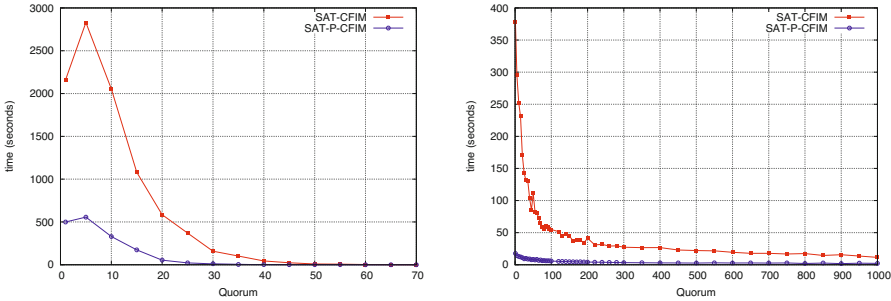 3000
2500
2000
1500
1000
500
0
time (seconds)
SAT-CFIM
SAT-P-CFIM
0 10 20 30 40 50 60 70
Quorum
400
350
300
250
200
150
100
50
0
time (seconds)
SAT-CFIM
SAT-P-CFIM
0 100 200 300 400 500 600 700 800 900 1000
Quorum